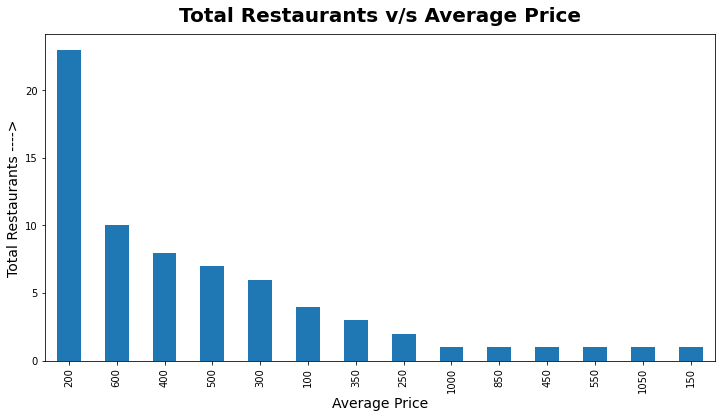 Total Restaurants v/s Average Price
Total Restaurants ---->
20
15
10
5
0
200 600 400 500 300 100 350 250 1000 850 450 550 1050 150
Average Price